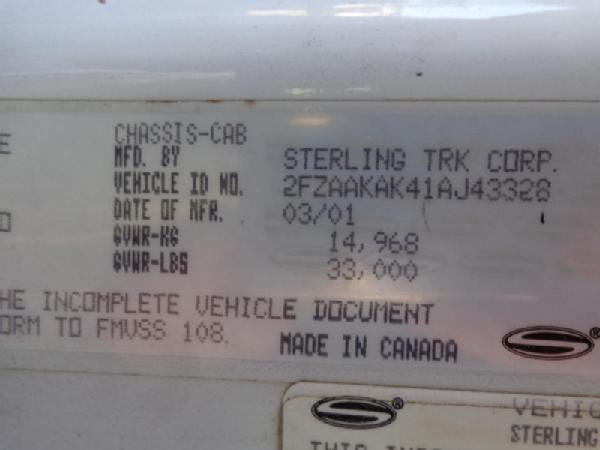 CHASSIS-CAB
MFD. BY STERLING TRK CORP.
VEHICLE ID NO. 2FZAAKAK41AJ43328
DATE OF MFR. 03/01
GVWR-KG 14,968
GVWR-LBS 33,000
HE INCOMPLETE VEHICLE DOCUMENT
ORM TO FMVSS 108.
MADE IN CANADA
S®
S®
VEHIC
STERLING
THIS